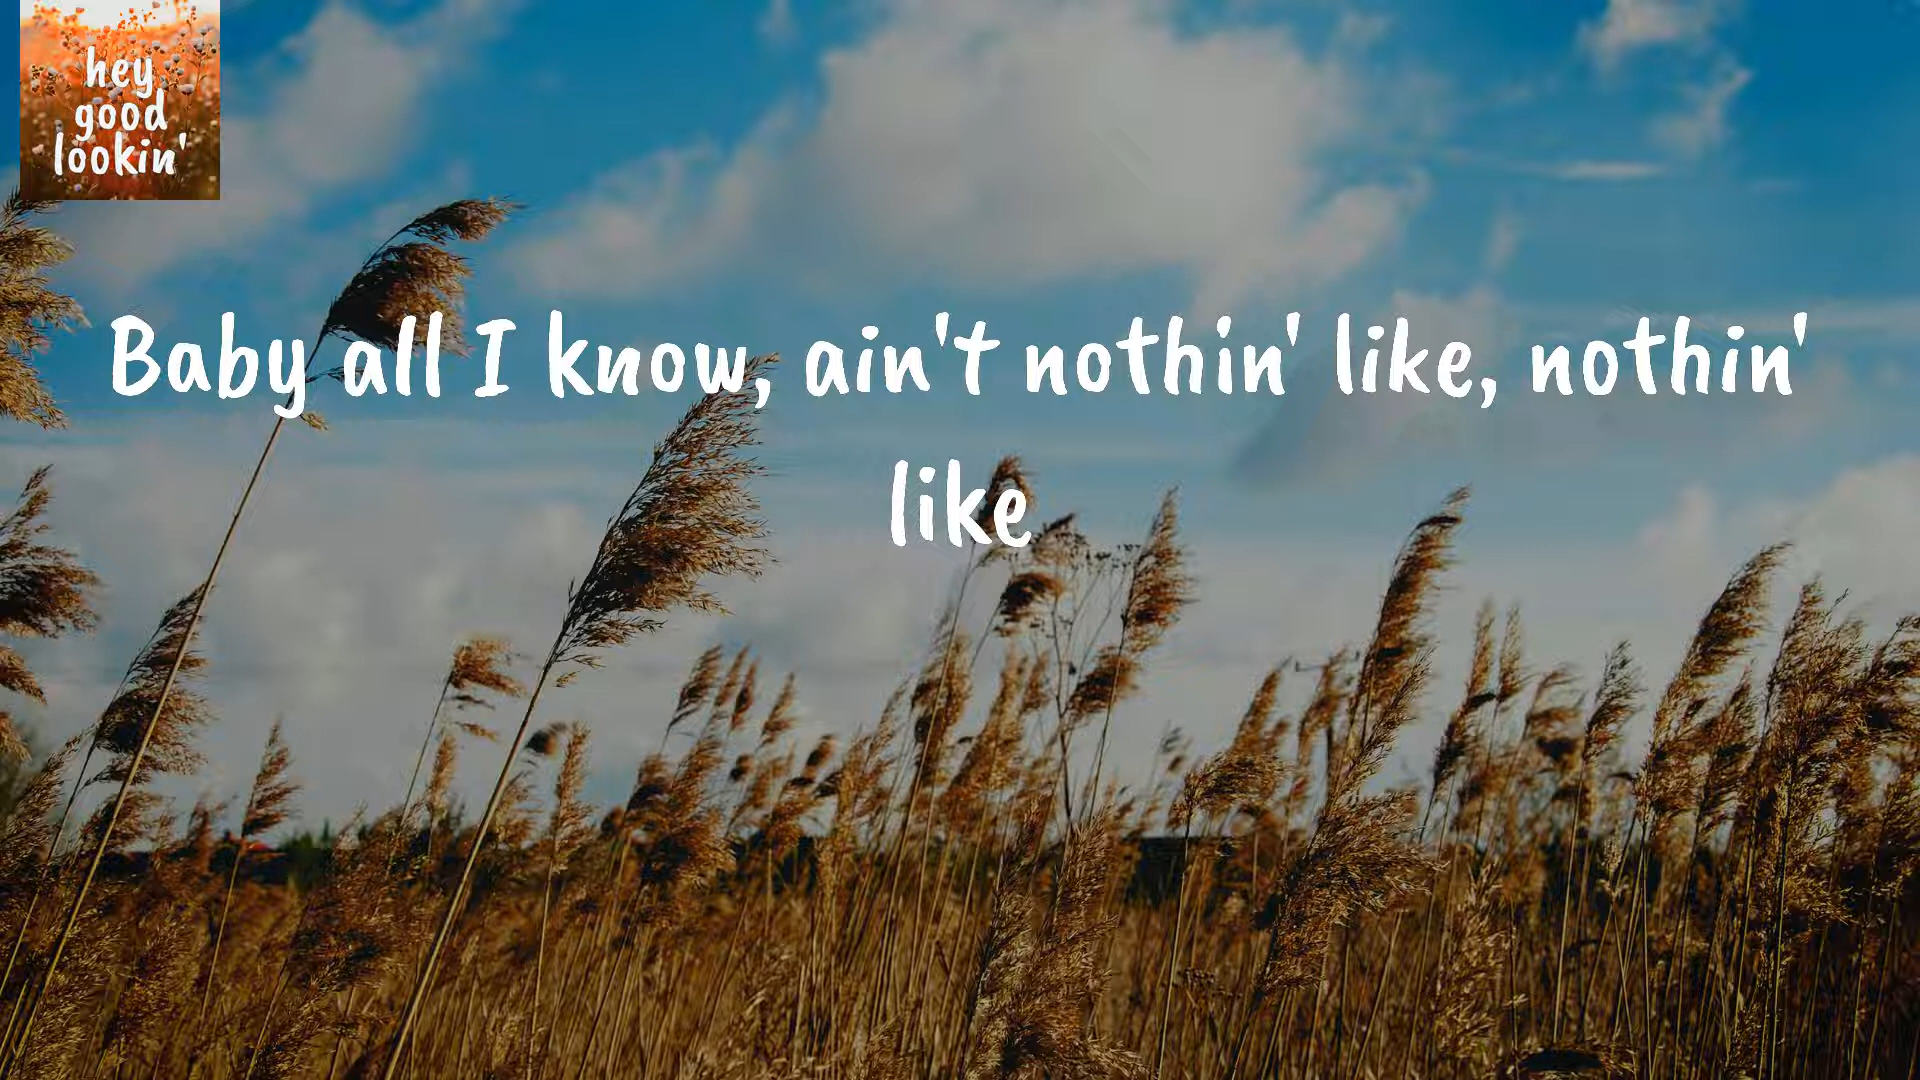 hey
good
lookin'
Baby all I know, ain't nothin' like, nothin'
like